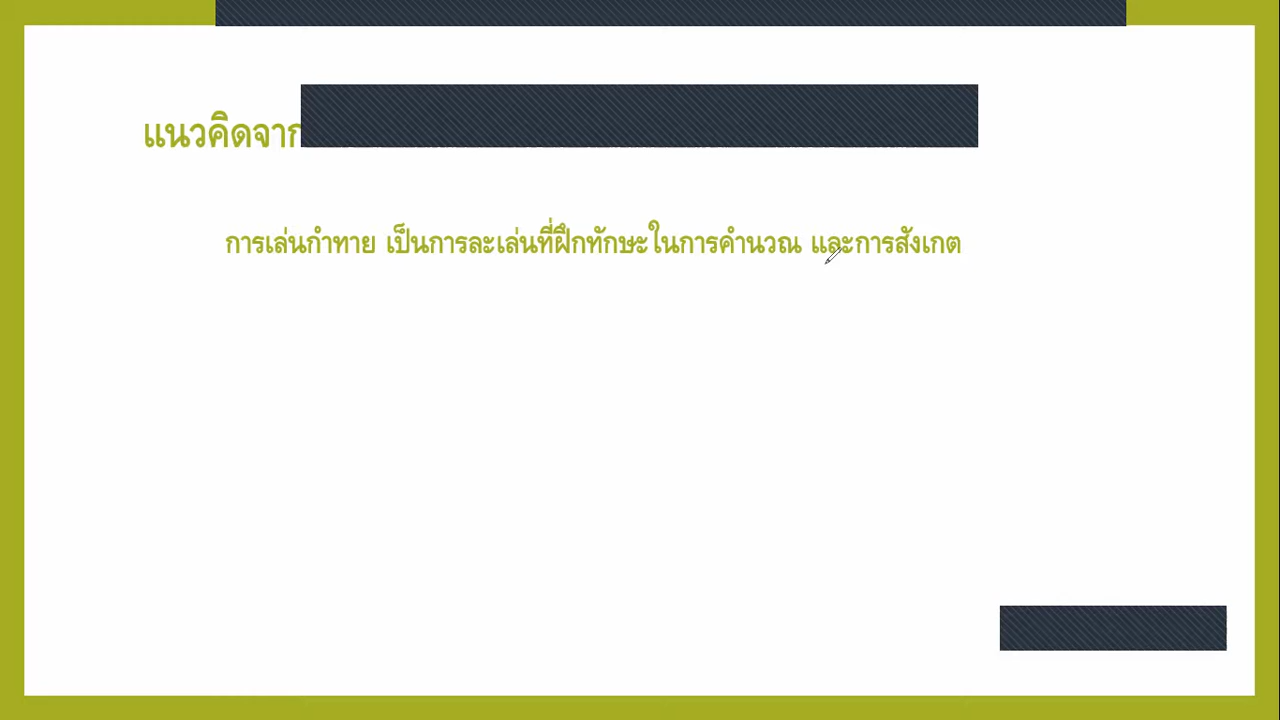 แนวคิดจาก
การเล่นกำทาย เป็นการละเล่นที่ฝึกทักษะในการคำนวณ และการสังเกต